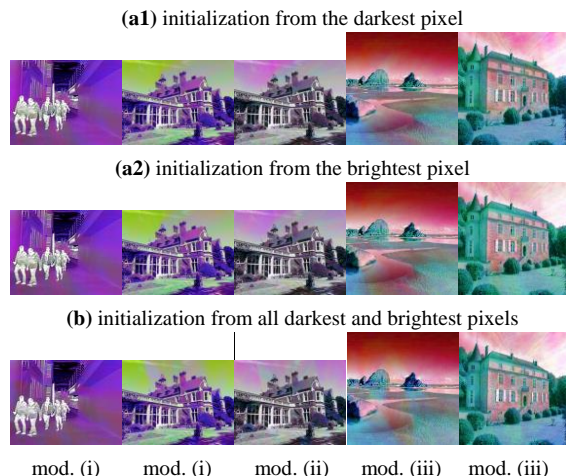 (a1) initialization from the darkest pixel
(a2) initialization from the brightest pixel
(b) initialization from all darkest and brightest pixels
mod. (i) mod. (i) mod. (ii) mod. (iii) mod. (iii)